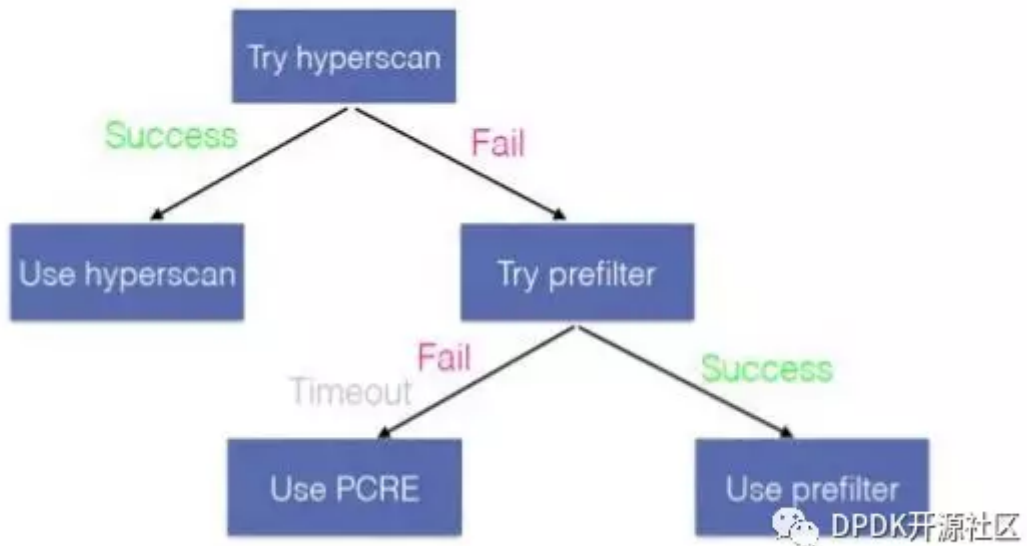 Try hyperscan
Success
Fail
Use hyperscan
Try prefilter
Fail
Success
Timeout
Use PCRE
Use prefilter
DPDK开源社区